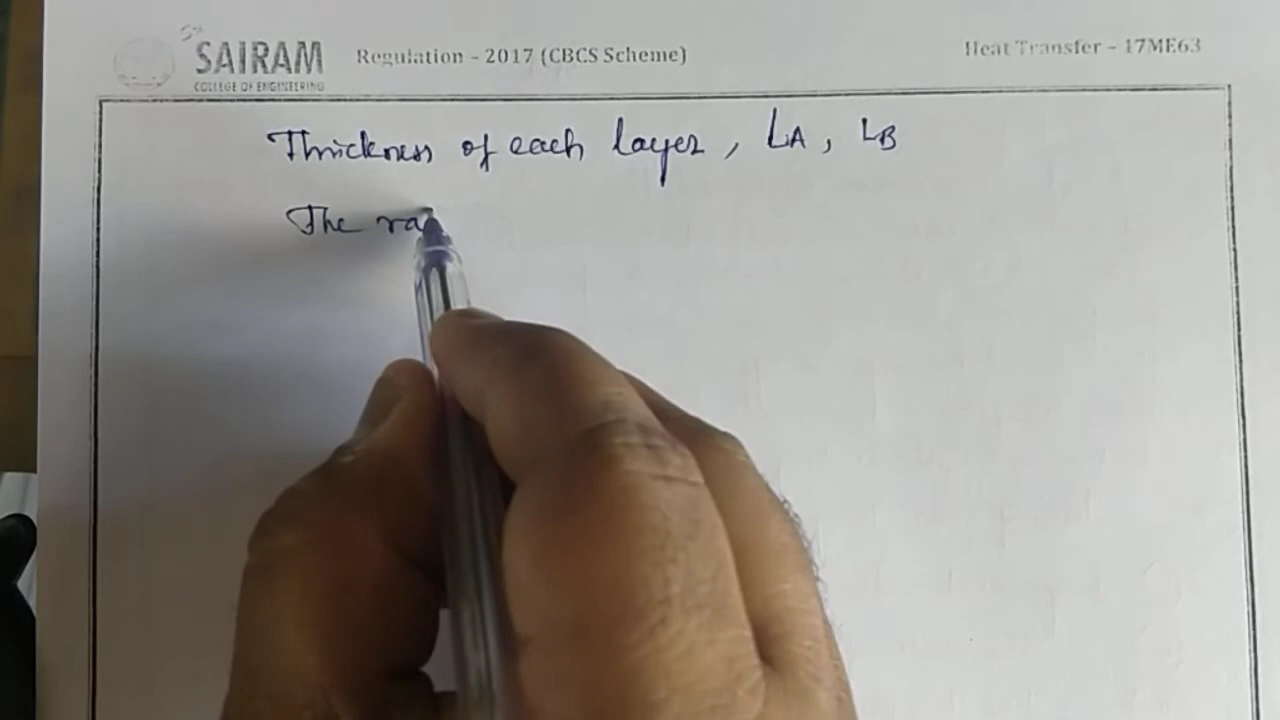 SAIRAM
COLLEGE OF ENGINEERING
Regulation - 2017 (CBCS Scheme)
Heat Transfer - 17ME63
Thickness of each layer, LA, LB
The ra